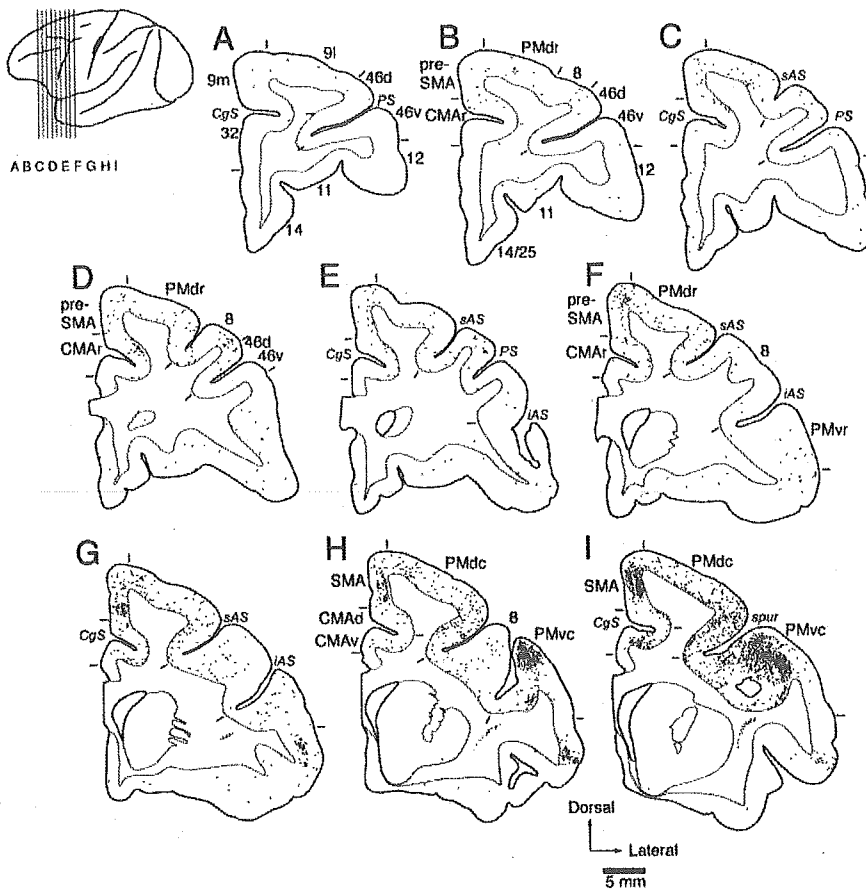 ABCDEFGHI
A
9l
9m
46d
PS
46v
CgS
32
12
11
14
B
PMdr
pre-
SMA
8
46d
CMAr
46v
12
11
14/25
C
sAS
CgS
PS
D
PMdr
pre-
SMA
8
46d
46v
CMAr
E
sAS
CgS
PS
iAS
F
PMdr
pre-
SMA
sAS
CMAr
8
iAS
PMvr
G
sAS
CgS
iAS
H
PMdc
SMA
CMAd
8
CMAv
PMvc
I
PMdc
SMA
CgS
spur
PMvc
Dorsal
Lateral
5 mm